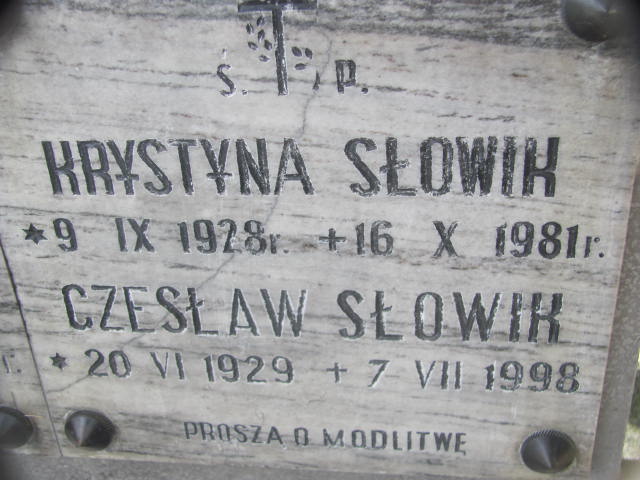 Ś. P.
KRYSTYNA SŁOWIK
* 9 IX 1928r. + 16 X 1981r.
CZESŁAW SŁOWIK
* 20 VI 1929 + 7 VII 1998
PROSZĄ O MODLITWĘ
r.